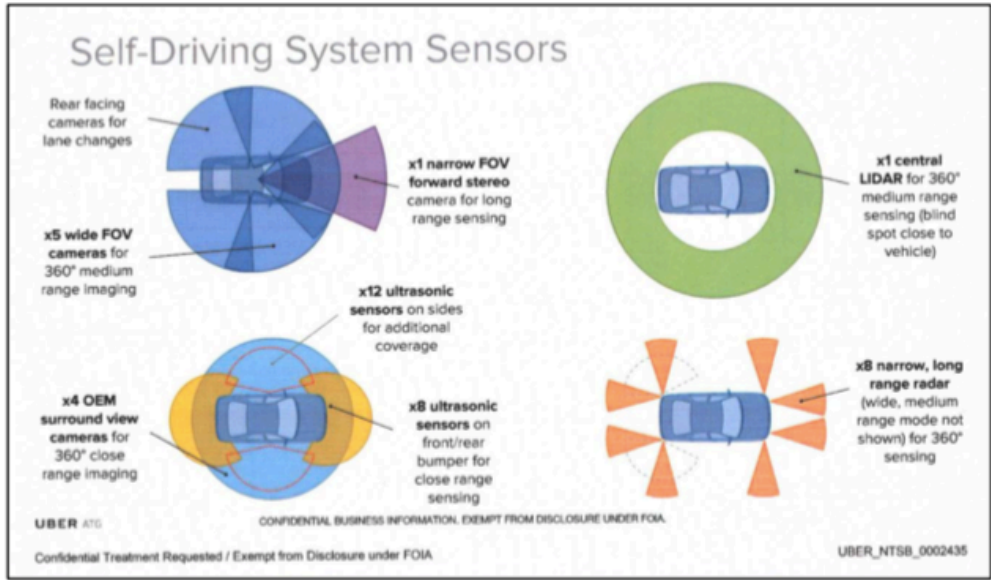 Self-Driving System Sensors
Rear facing
cameras for
lane changes
x1 narrow FOV
forward stereo
camera for long
range sensing
x5 wide FOV
cameras for
360° medium
range imaging
x1 central
LIDAR for 360°
medium range
sensing (blind
spot close to
vehicle)
x12 ultrasonic
sensors on sides
for additional
coverage
x4 OEM
surround view
cameras for
360° close
range imaging
x8 ultrasonic
sensors on
front/rear
bumper for
close range
sensing
x8 narrow, long
range radar
(wide, medium
range mode not
shown) for 360°
sensing
UBER ATG
CONFIDENTIAL BUSINESS INFORMATION. EXEMPT FROM DISCLOSURE UNDER FOIA.
Confidential Treatment Requested / Exempt from Disclosure under FOIA
UBER_NTSB_0002435